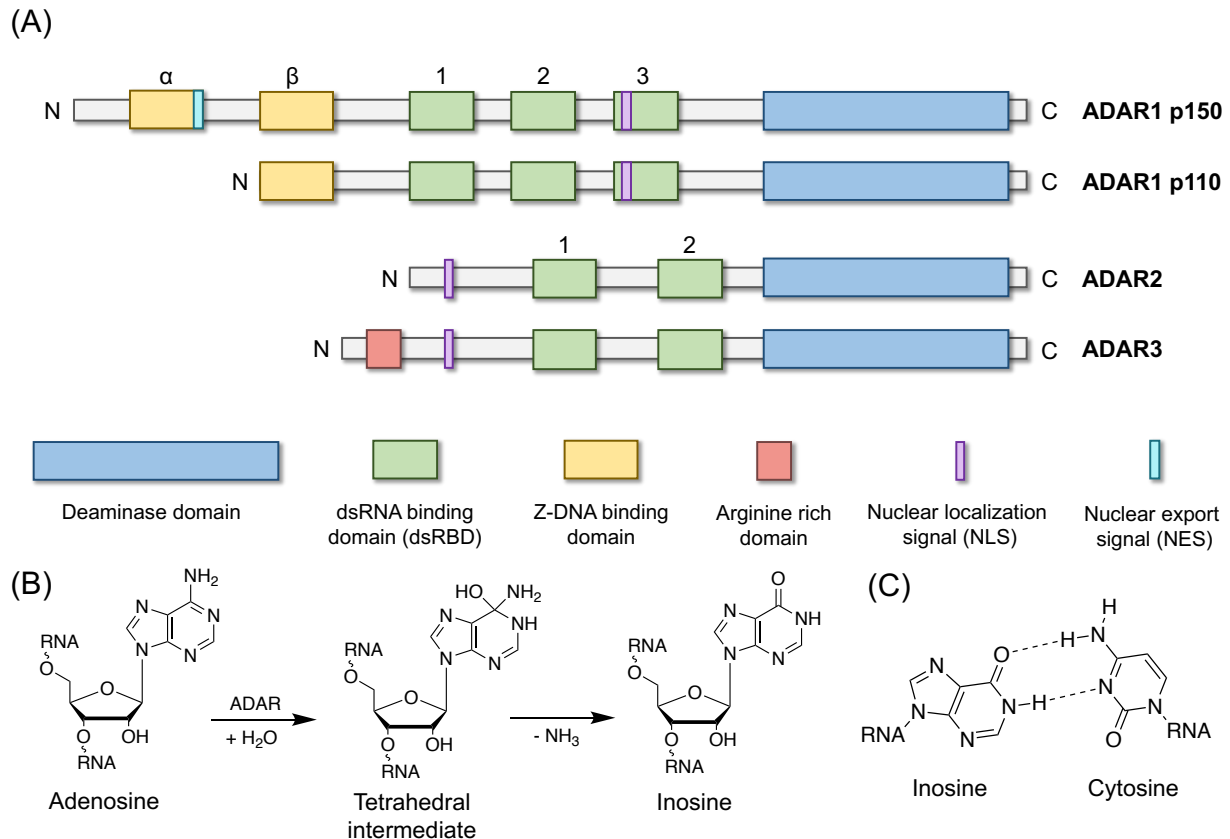 (A)
α β 1 2 3
N C ADAR1 p150
N C ADAR1 p110
1 2
N C ADAR2
N C ADAR3
Deaminase domain
dsRNA binding
domain (dsRBD)
Z-DNA binding
domain
Arginine rich
domain
Nuclear localization
signal (NLS)
Nuclear export
signal (NES)
(B)
NH₂
N N
N N
RNA
O
O
O OH
RNA
Adenosine
ADAR
+ H₂O
HO NH₂
N NH
N N
RNA
O
O
O OH
RNA
Tetrahedral
intermediate
- NH₃
O
N NH
N N
RNA
O
O
O OH
RNA
Inosine
(C)
H
O H N
N
N H N
N N N
RNA O RNA
Inosine Cytosine